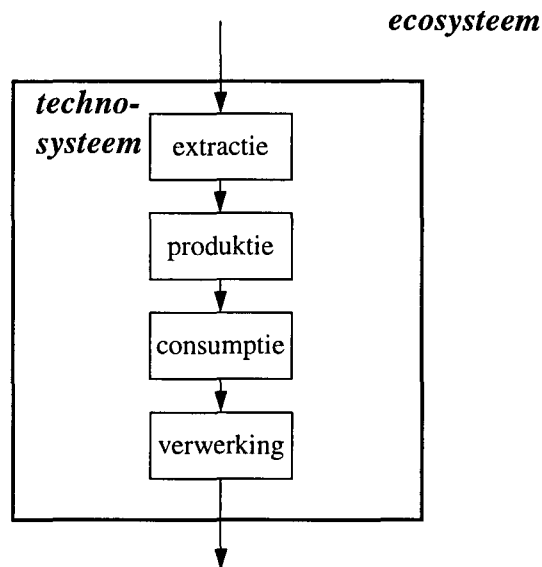 ecosysteem
techno-
systeem
extractie
produktie
consumptie
verwerking